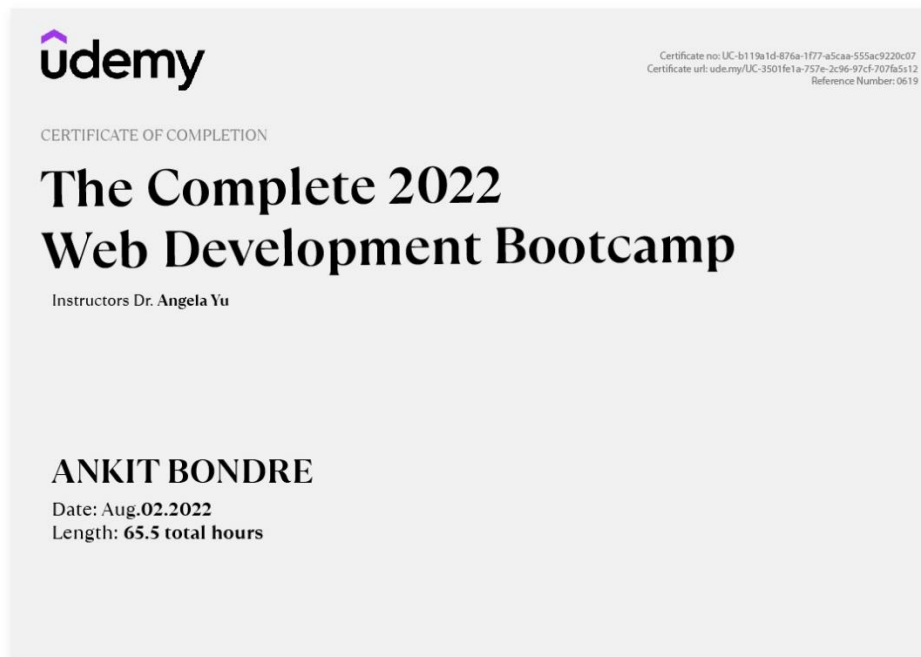 udemy
Certificate no: UC-b119a1d-876a-1f77-a5caa-555ac9220c07
Certificate url: ude.my/UC-3501fe1a-757e-2c96-97cf-707fa5s12
Reference Number: 0619
CERTIFICATE OF COMPLETION
The Complete 2022
Web Development Bootcamp
Instructors Dr. Angela Yu
ANKIT BONDRE
Date: Aug.02.2022
Length: 65.5 total hours